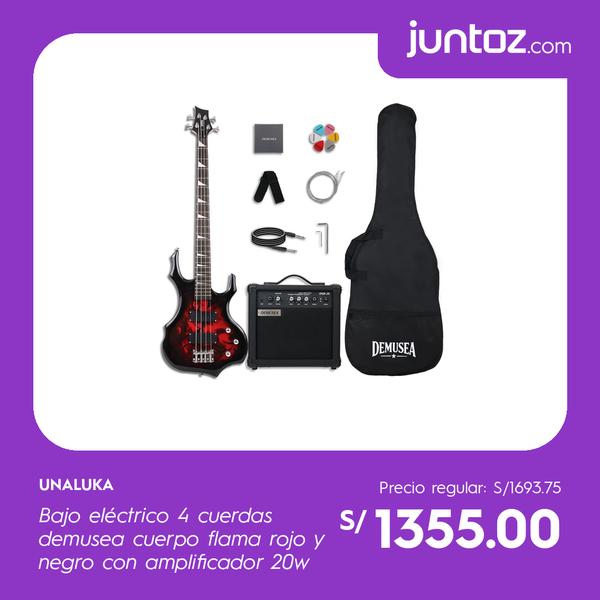 juntoz.com
DEMUSEA
DEMUSEA
DEMUSEA
UNALUKA
Bajo eléctrico 4 cuerdas
demusea cuerpo flama rojo y
negro con amplificador 20w
Precio regular: S/1693.75
S/ 1355.00